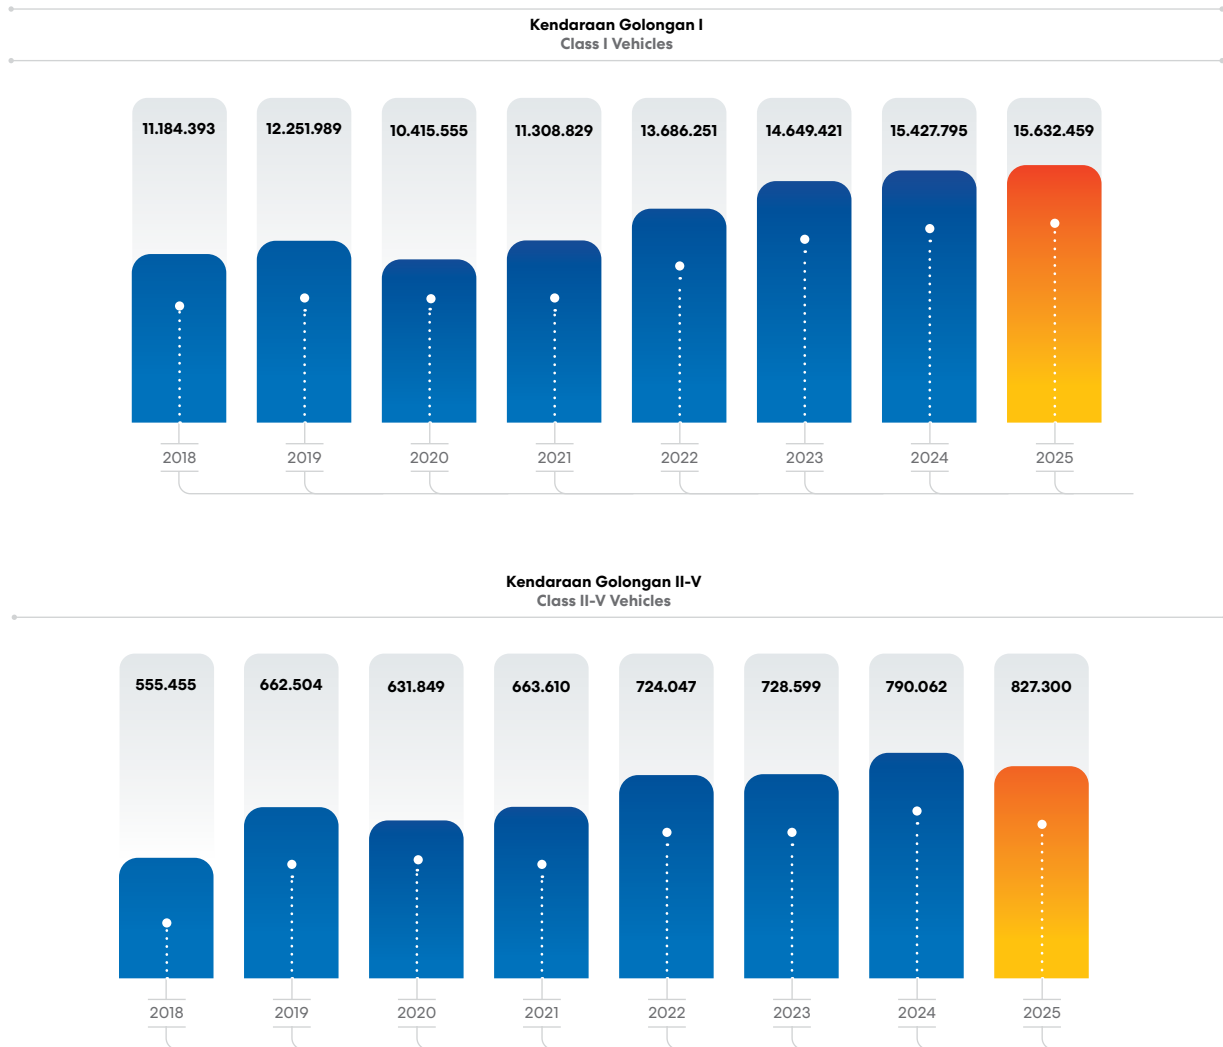 Kendaraan Golongan I
Class I Vehicles
11.184.393 12.251.989 10.415.555 11.308.829 13.686.251 14.649.421 15.427.795 15.632.459
2018 2019 2020 2021 2022 2023 2024 2025
Kendaraan Golongan II-V
Class II-V Vehicles
555.455 662.504 631.849 663.610 724.047 728.599 790.062 827.300
2018 2019 2020 2021 2022 2023 2024 2025